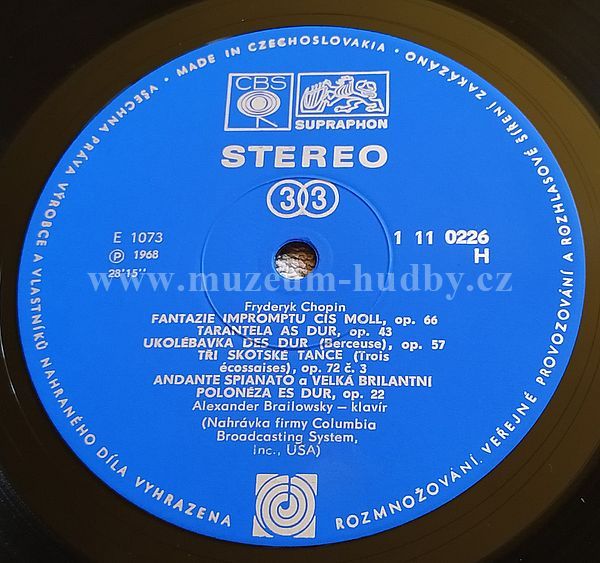 VŠECHNA PRÁVA VÝROBCE A VLASTNÍKŮ NAHRANÉHO DÍLA VYHRAZENA
• MADE IN CZECHOSLOVAKIA •
ROZMNOŽOVÁNÍ. VEŘEJNÉ PROVOZOVÁNÍ A ROZHLASOVÉ ŠÍŘENÍ ZAKÁZÁNO
CBS
SUPRAPHON
STEREO
33
E 1073
Ⓟ 1968
28'15''
1 11 0226
H
www.muzeum-hudby.cz
Fryderyk Chopin
FANTAZIE IMPROMPTU CIS MOLL, op. 66
TARANTELA AS DUR, op. 43
UKOLÉBAVKA DES DUR (Berceuse), op. 57
TŘI SKOTSKÉ TANCE (Trois
écossaises), op. 72 č. 3
ANDANTE SPIANATO a VELKÁ BRILANTNÍ
POLONÉZA ES DUR, op. 22
Alexander Brailowsky – klavír
(Nahrávka firmy Columbia
Broadcasting System,
Inc., USA)